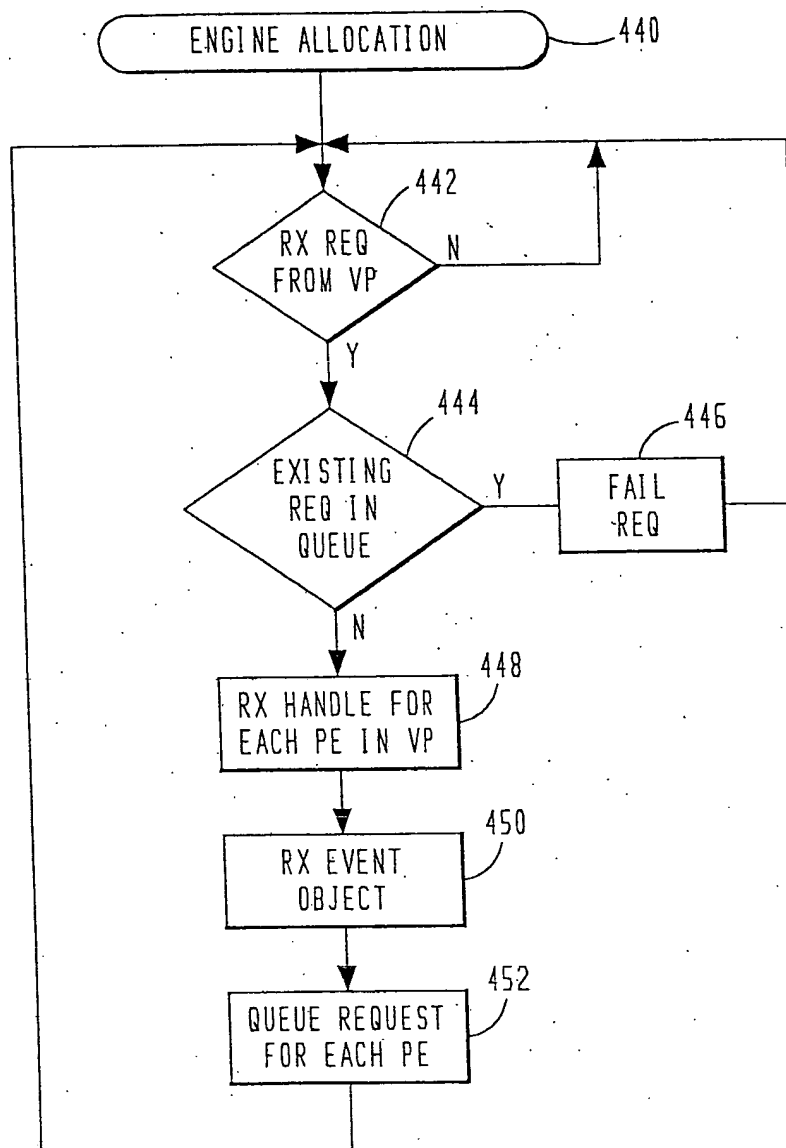 ENGINE ALLOCATION
440
442
RX REQ
FROM VP
N
Y
444
EXISTING
REQ IN
QUEUE
Y
446
FAIL
REQ
N
448
RX HANDLE FOR
EACH PE IN VP
450
RX EVENT
OBJECT
452
QUEUE REQUEST
FOR EACH PE